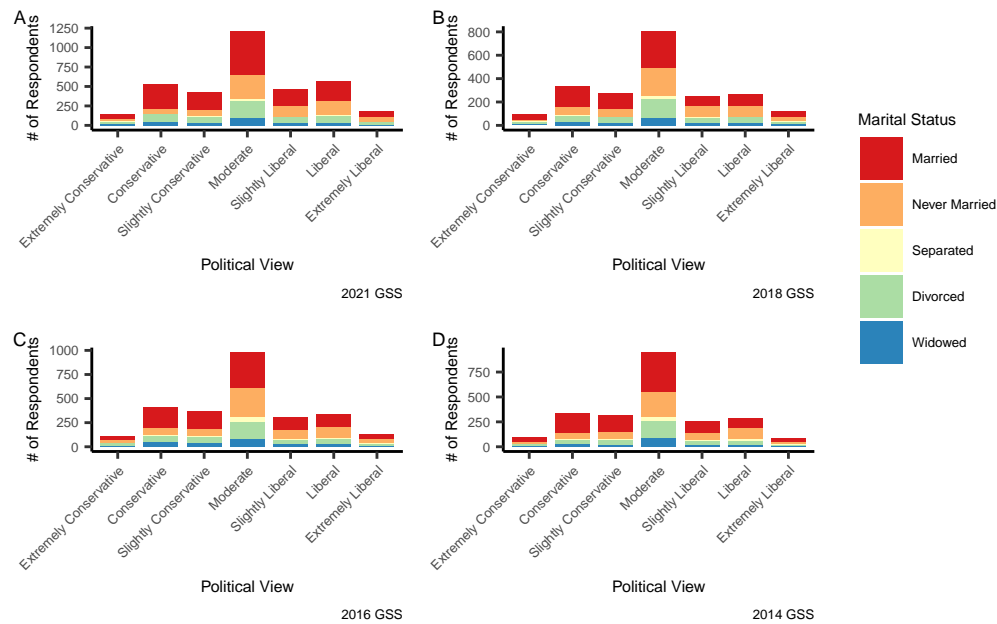 A
# of Respondents
1250
1000
750
500
250
0
Extremely Conservative
Conservative
Slightly Conservative
Moderate
Slightly Liberal
Liberal
Extremely Liberal
Political View
2021 GSS
B
# of Respondents
800
600
400
200
0
Extremely Conservative
Conservative
Slightly Conservative
Moderate
Slightly Liberal
Liberal
Extremely Liberal
Political View
2018 GSS
Marital Status
Married
Never Married
Separated
Divorced
Widowed
C
# of Respondents
1000
750
500
250
0
Extremely Conservative
Conservative
Slightly Conservative
Moderate
Slightly Liberal
Liberal
Extremely Liberal
Political View
2016 GSS
D
# of Respondents
750
500
250
0
Extremely Conservative
Conservative
Slightly Conservative
Moderate
Slightly Liberal
Liberal
Extremely Liberal
Political View
2014 GSS